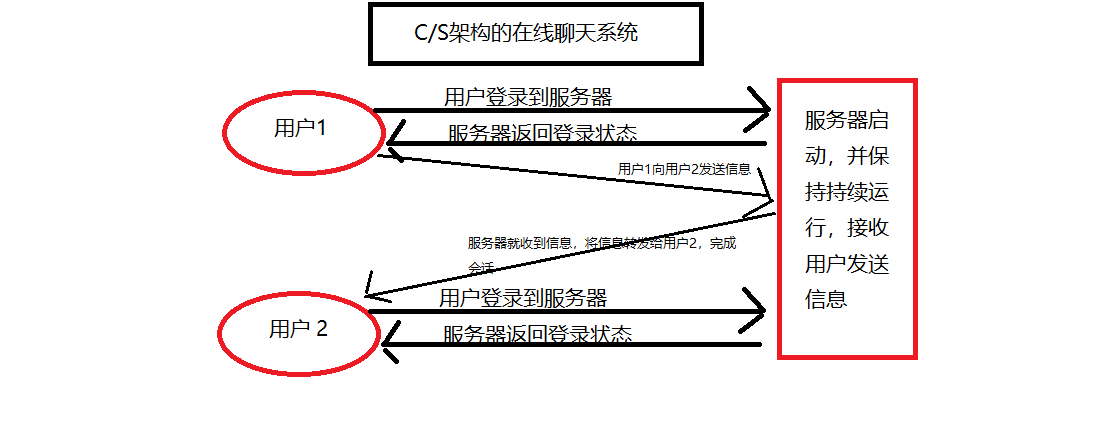 C/S架构的在线聊天系统
用户登录到服务器
用户1
服务器返回登录状态
用户1向用户2发送信息
服务器启
动，并保
持持续运
行，接收
用户发送
信息
服务器就收到信息，将信息转发给用户2，完成
会话
用户登录到服务器
用户 2
服务器返回登录状态